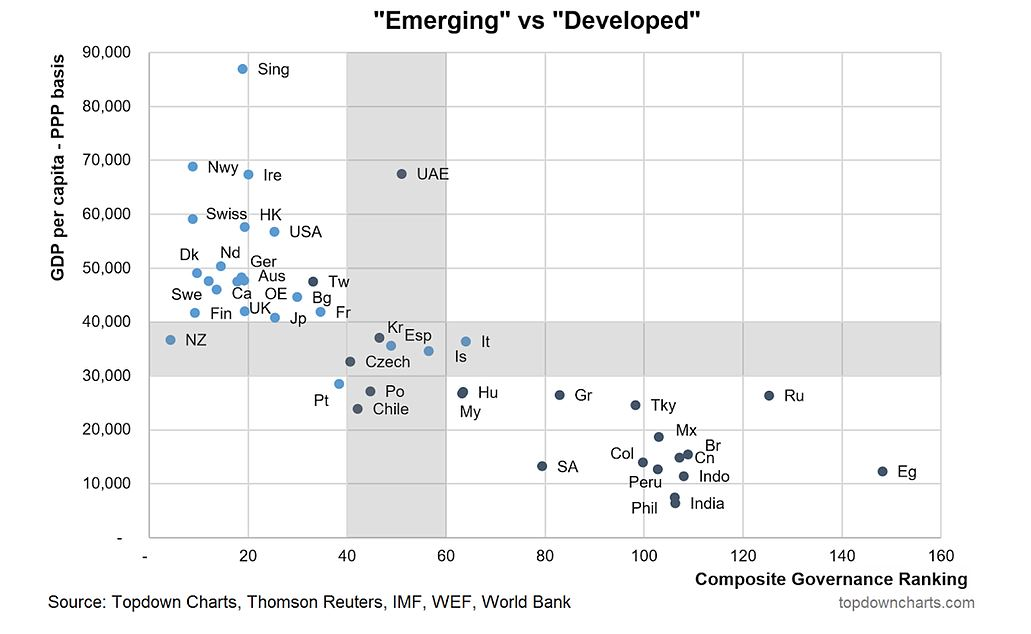 "Emerging" vs "Developed"
GDP per capita - PPP basis
90,000
80,000
70,000
60,000
50,000
40,000
30,000
20,000
10,000
-
Sing
Nwy
Ire
UAE
Swiss
HK
USA
Dk
Nd
Ger
Aus
Tw
Swe
Ca
OE
Bg
Fin
UK
Jp
Fr
NZ
Kr
Esp
Is
It
Czech
Pt
Po
Chile
Hu
My
Gr
Tky
Ru
Mx
Br
Cn
Col
SA
Peru
Indo
Eg
Phil
India
- 20 40 60 80 100 120 140 160
Composite Governance Ranking
Source: Topdown Charts, Thomson Reuters, IMF, WEF, World Bank
topdowncharts.com